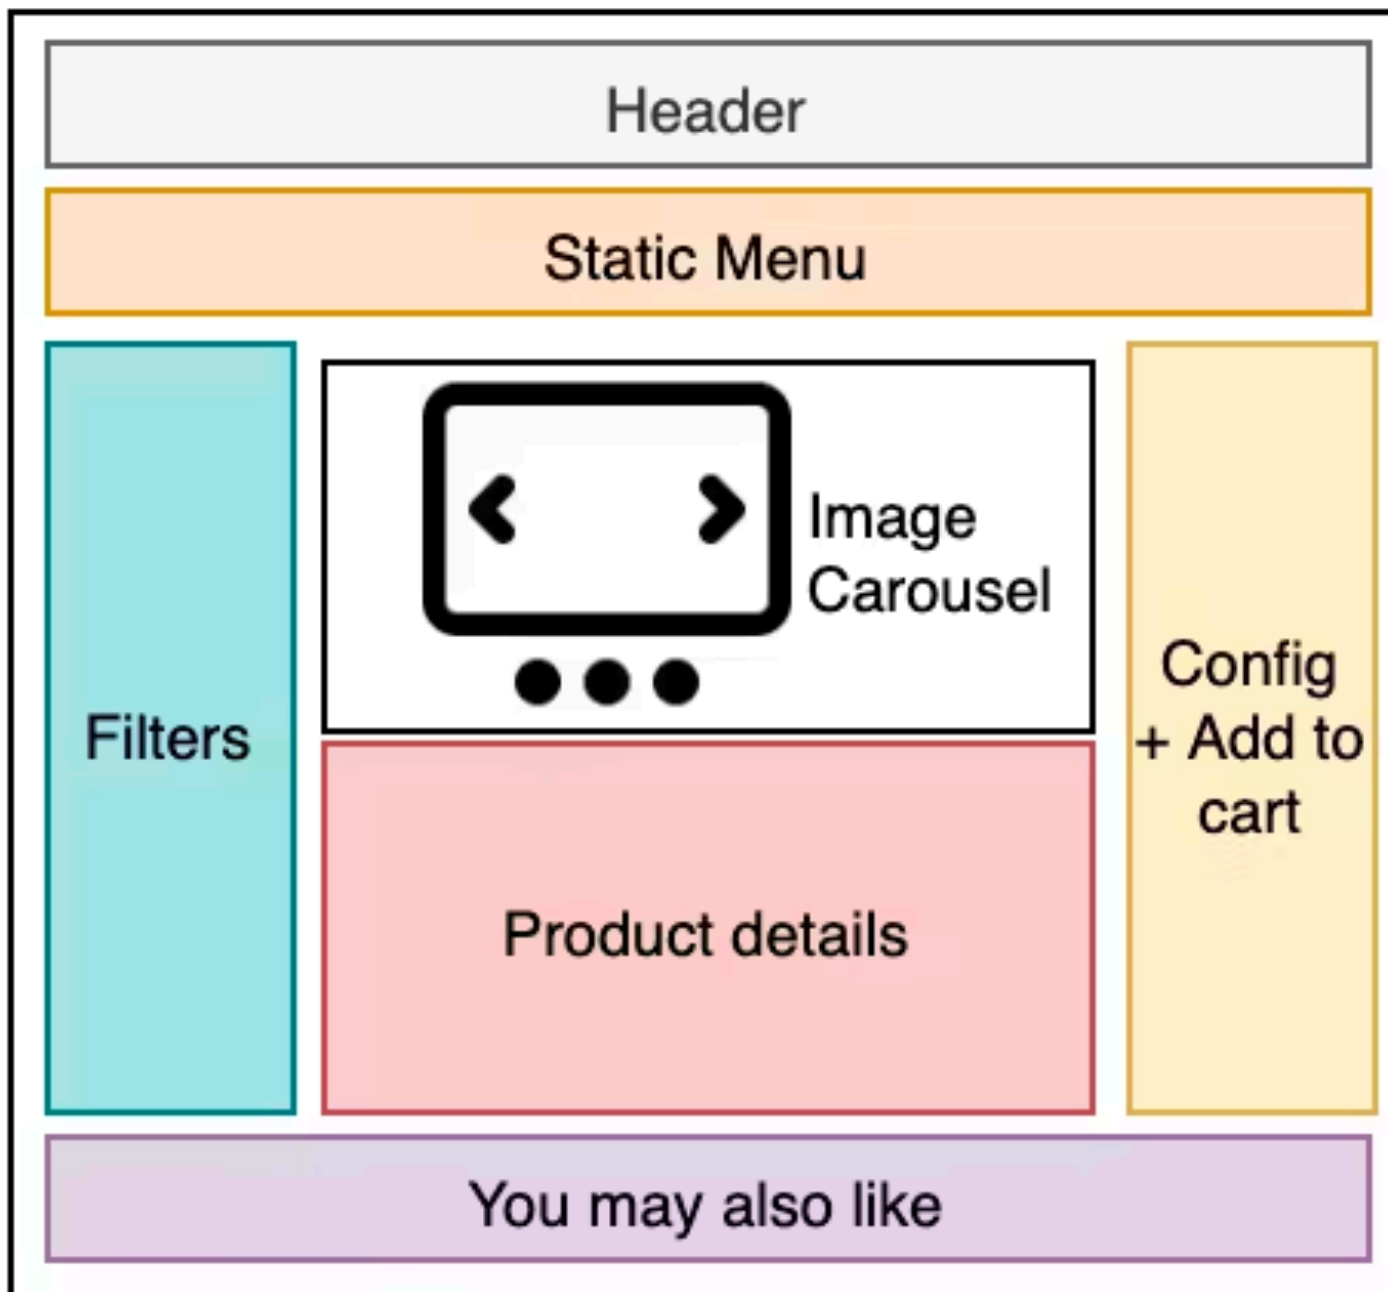 Header
Static Menu
Filters
Image
Carousel
Config
+ Add to
cart
Product details
You may also like